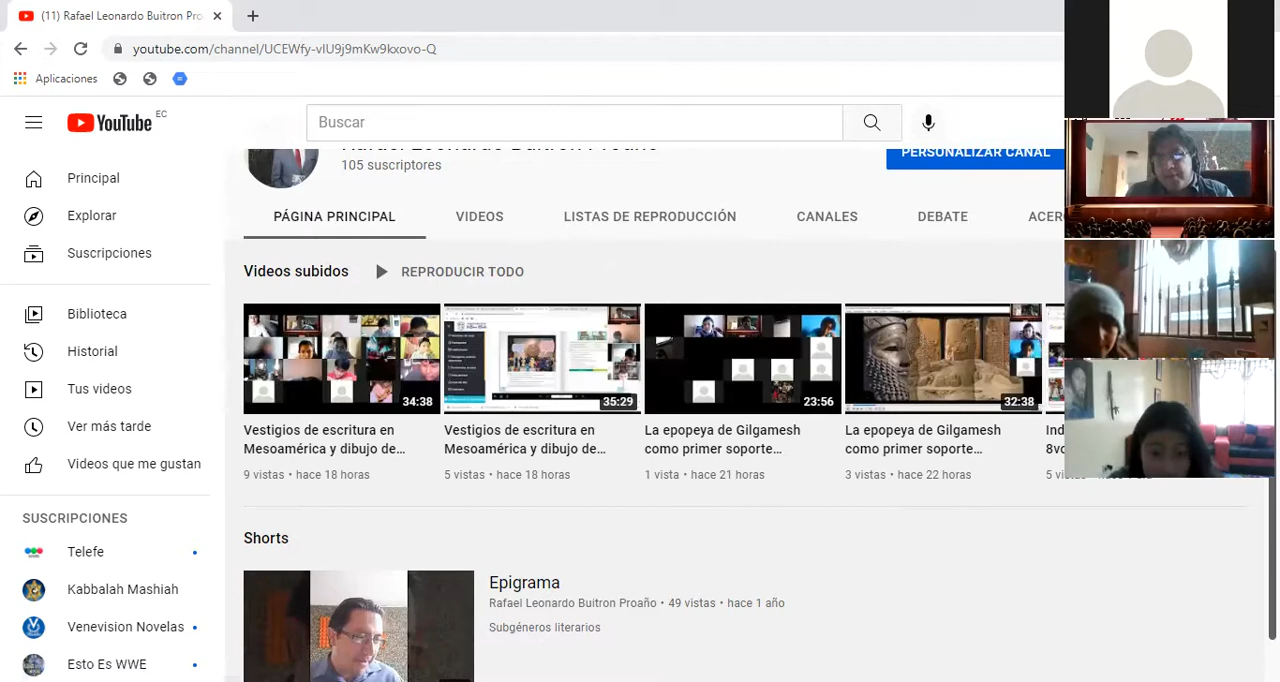 (11) Rafael Leonardo Buitron Pro
youtube.com/channel/UCEWfy-vIU9j9mKw9kxovo-Q
Aplicaciones
YouTube EC
Buscar
Rafael Leonardo Buitron Proaño
105 suscriptores
PERSONALIZAR CANAL
Principal
Explorar
Suscripciones
Biblioteca
Historial
Tus videos
Ver más tarde
Videos que me gustan
SUSCRIPCIONES
Telefe
Kabbalah Mashiah
Venevision Novelas
Esto Es WWE
PÁGINA PRINCIPAL VIDEOS LISTAS DE REPRODUCCIÓN CANALES DEBATE ACER
Videos subidos REPRODUCIR TODO
34:38
Vestigios de escritura en
Mesoamérica y dibujo de...
9 vistas • hace 18 horas
35:29
Vestigios de escritura en
Mesoamérica y dibujo de...
5 vistas • hace 18 horas
23:56
La epopeya de Gilgamesh
como primer soporte...
1 vista • hace 21 horas
32:38
La epopeya de Gilgamesh
como primer soporte...
3 vistas • hace 22 horas
Ind
8vo
5 vis
Shorts
Epigrama
Rafael Leonardo Buitron Proaño • 49 vistas • hace 1 año
Subgéneros literarios